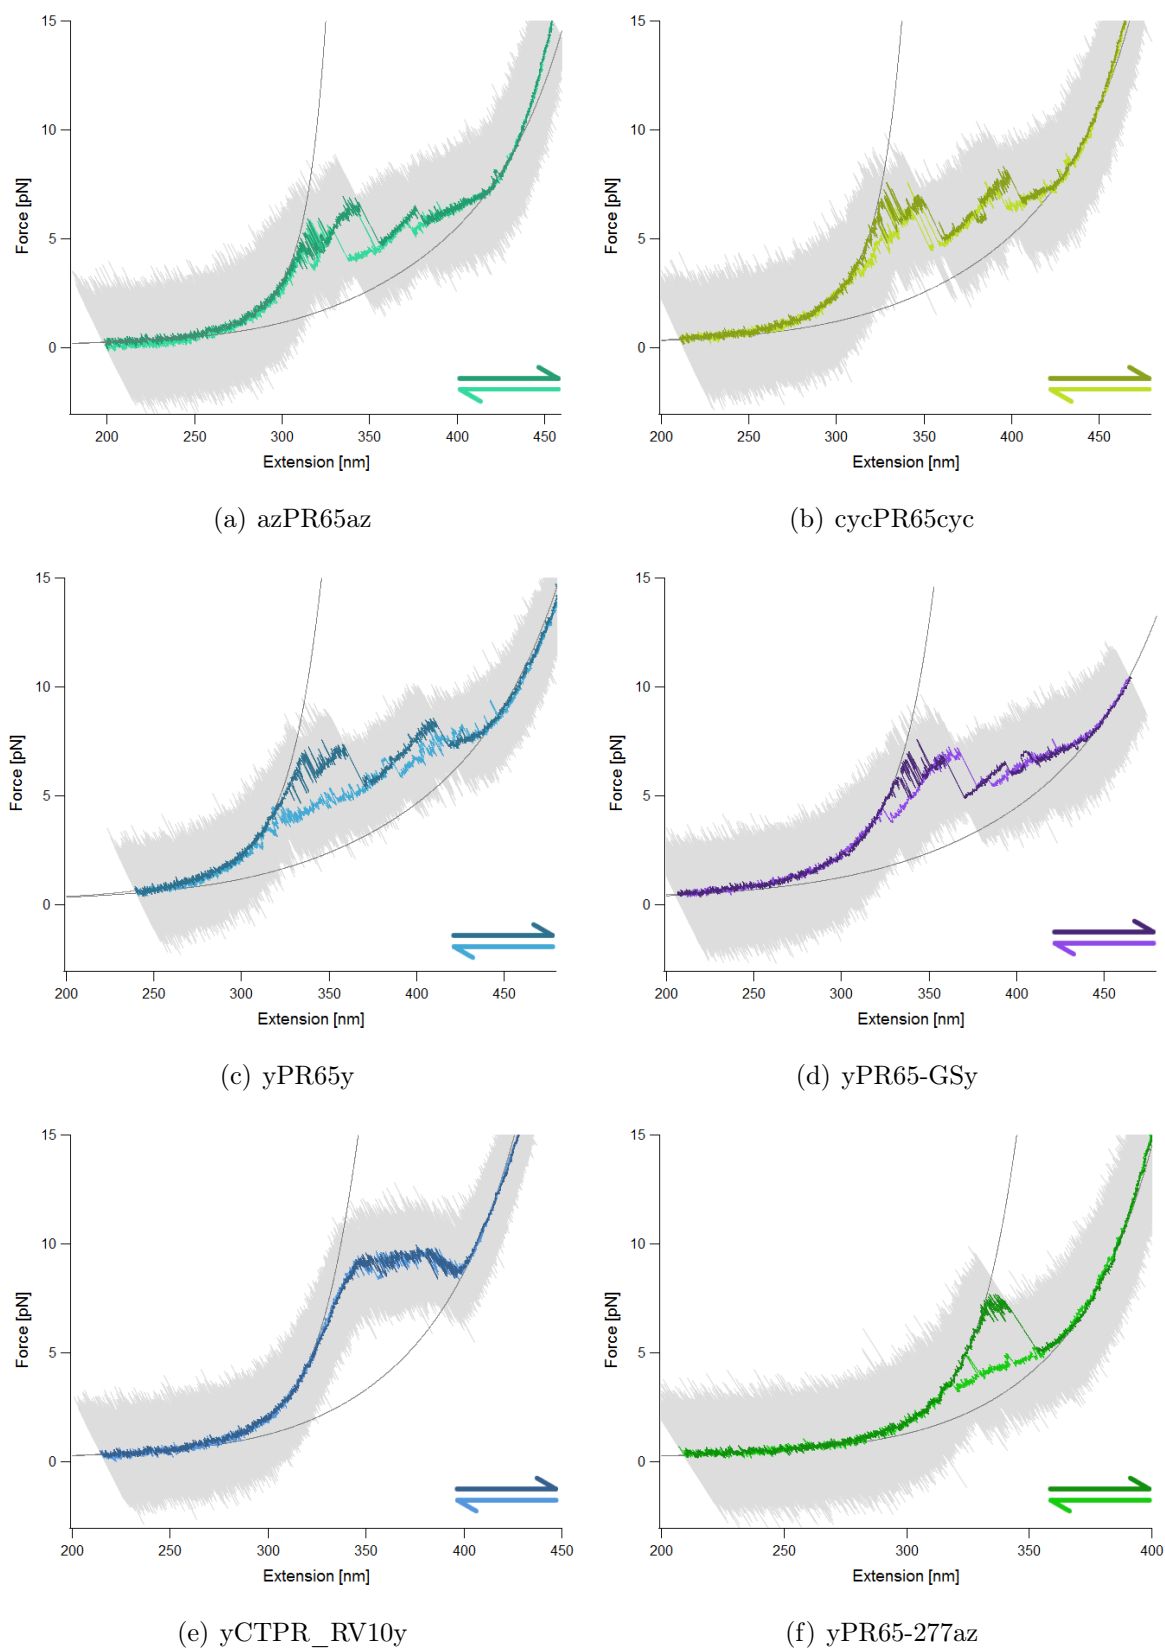 15
10
5
0
Force [pN]
200 250 300 350 400 450
Extension [nm]
(a) azPR65az
15
10
5
0
Force [pN]
200 250 300 350 400 450
Extension [nm]
(b) cycPR65cyc
15
10
5
0
Force [pN]
200 250 300 350 400 450
Extension [nm]
(c) yPR65y
15
10
5
0
Force [pN]
200 250 300 350 400 450
Extension [nm]
(d) yPR65-GSy
15
10
5
0
Force [pN]
200 250 300 350 400 450
Extension [nm]
(e) yCTPR_RV10y
15
10
5
0
Force [pN]
200 250 300 350 400
Extension [nm]
(f) yPR65-277az